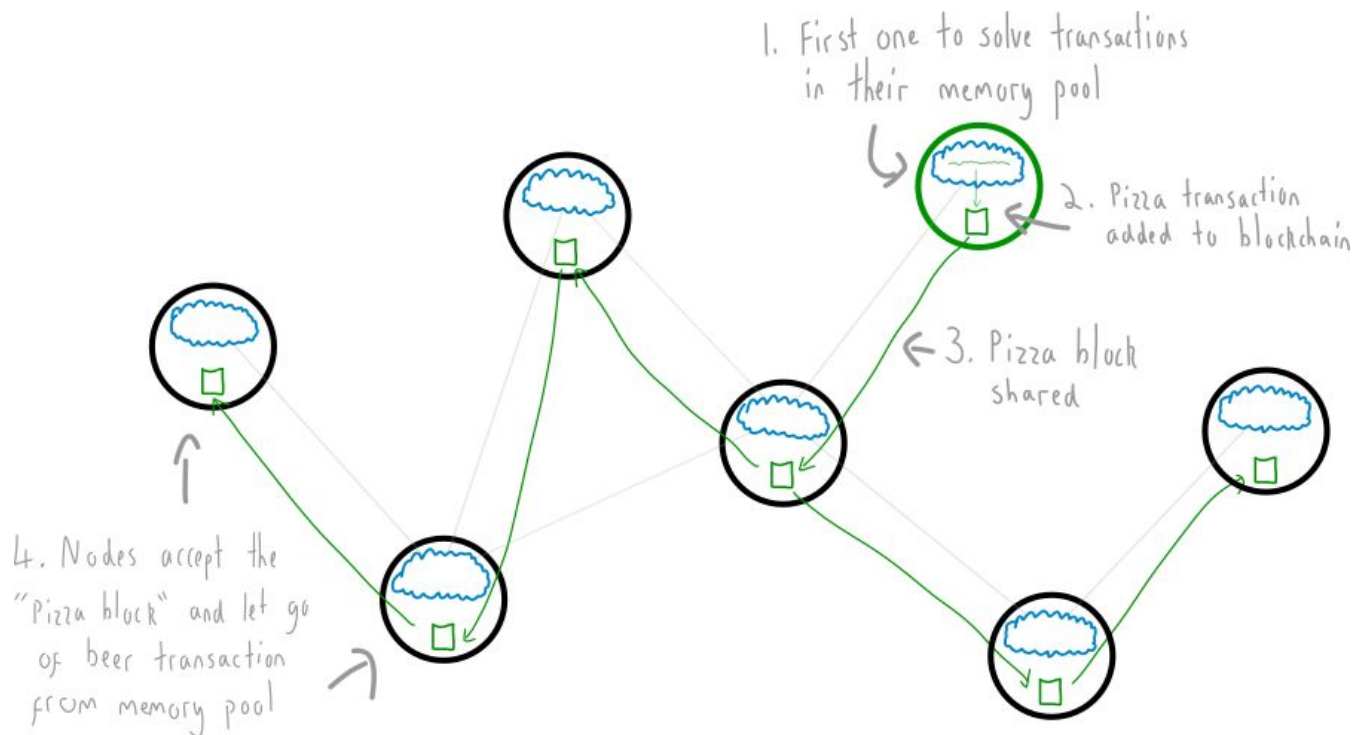 1. First one to solve transactions
in their memory pool
2. Pizza transaction
added to blockchain
3. Pizza block
shared
4. Nodes accept the
"Pizza block" and let go
of beer transaction
from memory pool